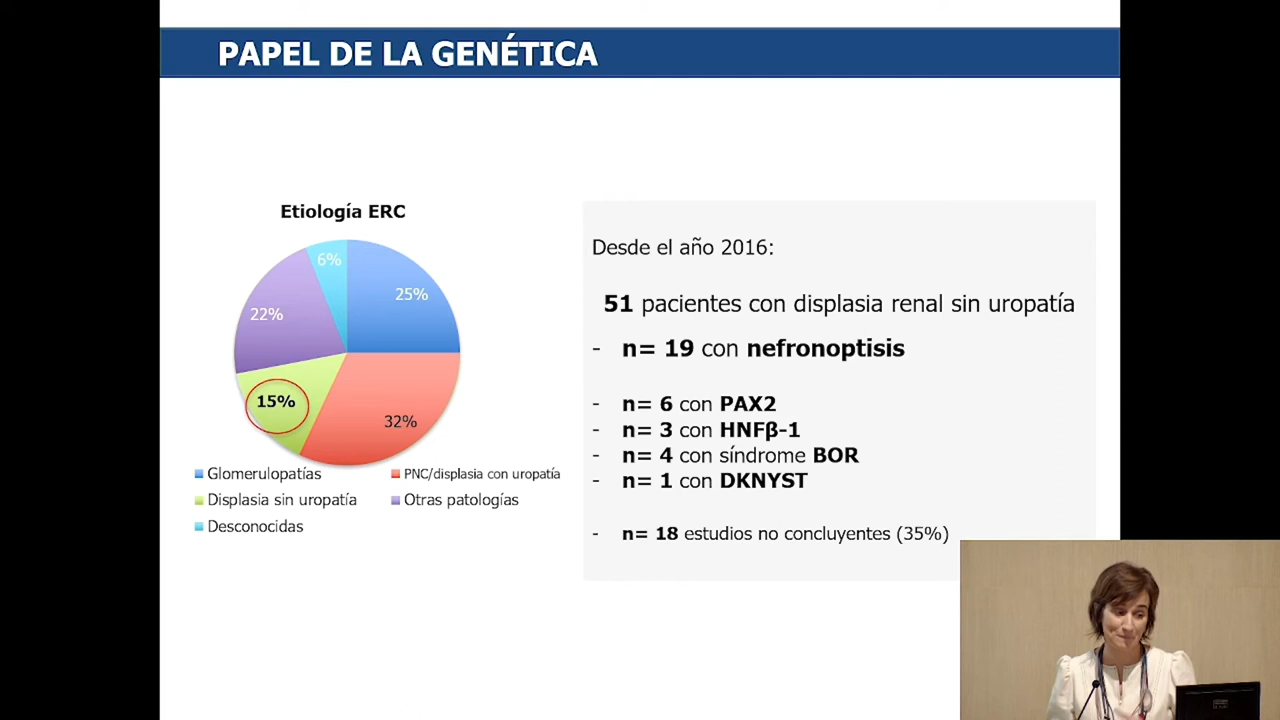 PAPEL DE LA GENÉTICA
Etiología ERC
6%
25%
22%
15%
32%
Glomerulopatías
PNC/displasia con uropatía
Displasia sin uropatía
Otras patologías
Desconocidas
Desde el año 2016:
51 pacientes con displasia renal sin uropatía
- n= 19 con nefronoptisis
- n= 6 con PAX2
- n= 3 con HNFβ-1
- n= 4 con síndrome BOR
- n= 1 con DKNYST
- n= 18 estudios no concluyentes (35%)